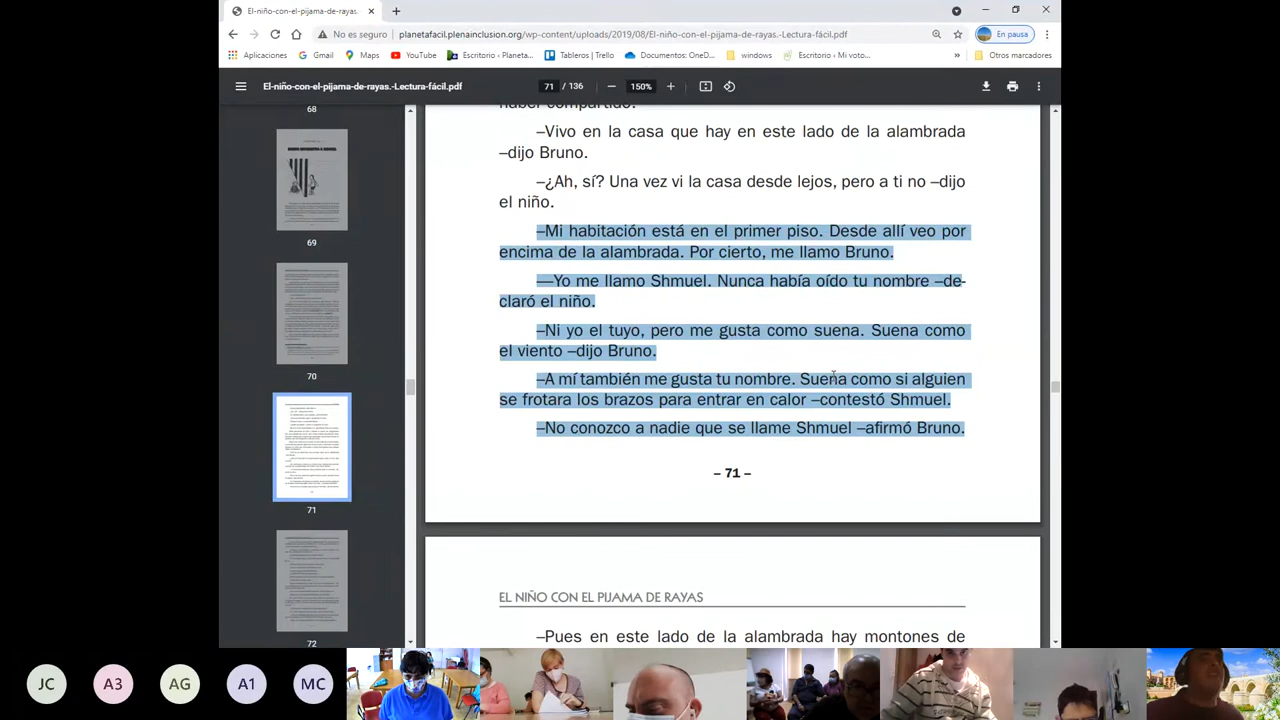 El-niño-con-el-pijama-de-rayas.-
No es seguro
planetafacil.plenainclusion.org/wp-content/uploads/2019/08/El-niño-con-el-pijama-de-rayas.-Lectura-fácil.pdf
En pausa
Aplicaciones
Gmail
Maps
YouTube
Escritorio ‹ Planeta...
Tableros | Trello
Documentos: OneD...
windows
Escritorio ‹ Mi voto...
»
Otros marcadores
El-niño-con-el-pijama-de-rayas.-Lectura-fácil.pdf
71 / 136
150%
68
69
70
71
72
haber compartido.
–Vivo en la casa que hay en este lado de la alambrada
–dijo Bruno.
–¿Ah, sí? Una vez vi la casa desde lejos, pero a ti no –dijo
el niño.
–Mi habitación está en el primer piso. Desde allí veo por
encima de la alambrada. Por cierto, me llamo Bruno.
—Yo me llamo Shmuel. Nunca había oído tu nombre –de-
claró el niño.
–Ni yo el tuyo, pero me gusta como suena. Suena como
el viento –dijo Bruno.
–A mí también me gusta tu nombre. Suena como si alguien
se frotara los brazos para entrar en calor –contestó Shmuel.
–No conozco a nadie que se llame Shmuel –afirmó Bruno.
– 71 –
EL NIÑO CON EL PIJAMA DE RAYAS
–Pues en este lado de la alambrada hay montones de
JC
A3
AG
A1
MC